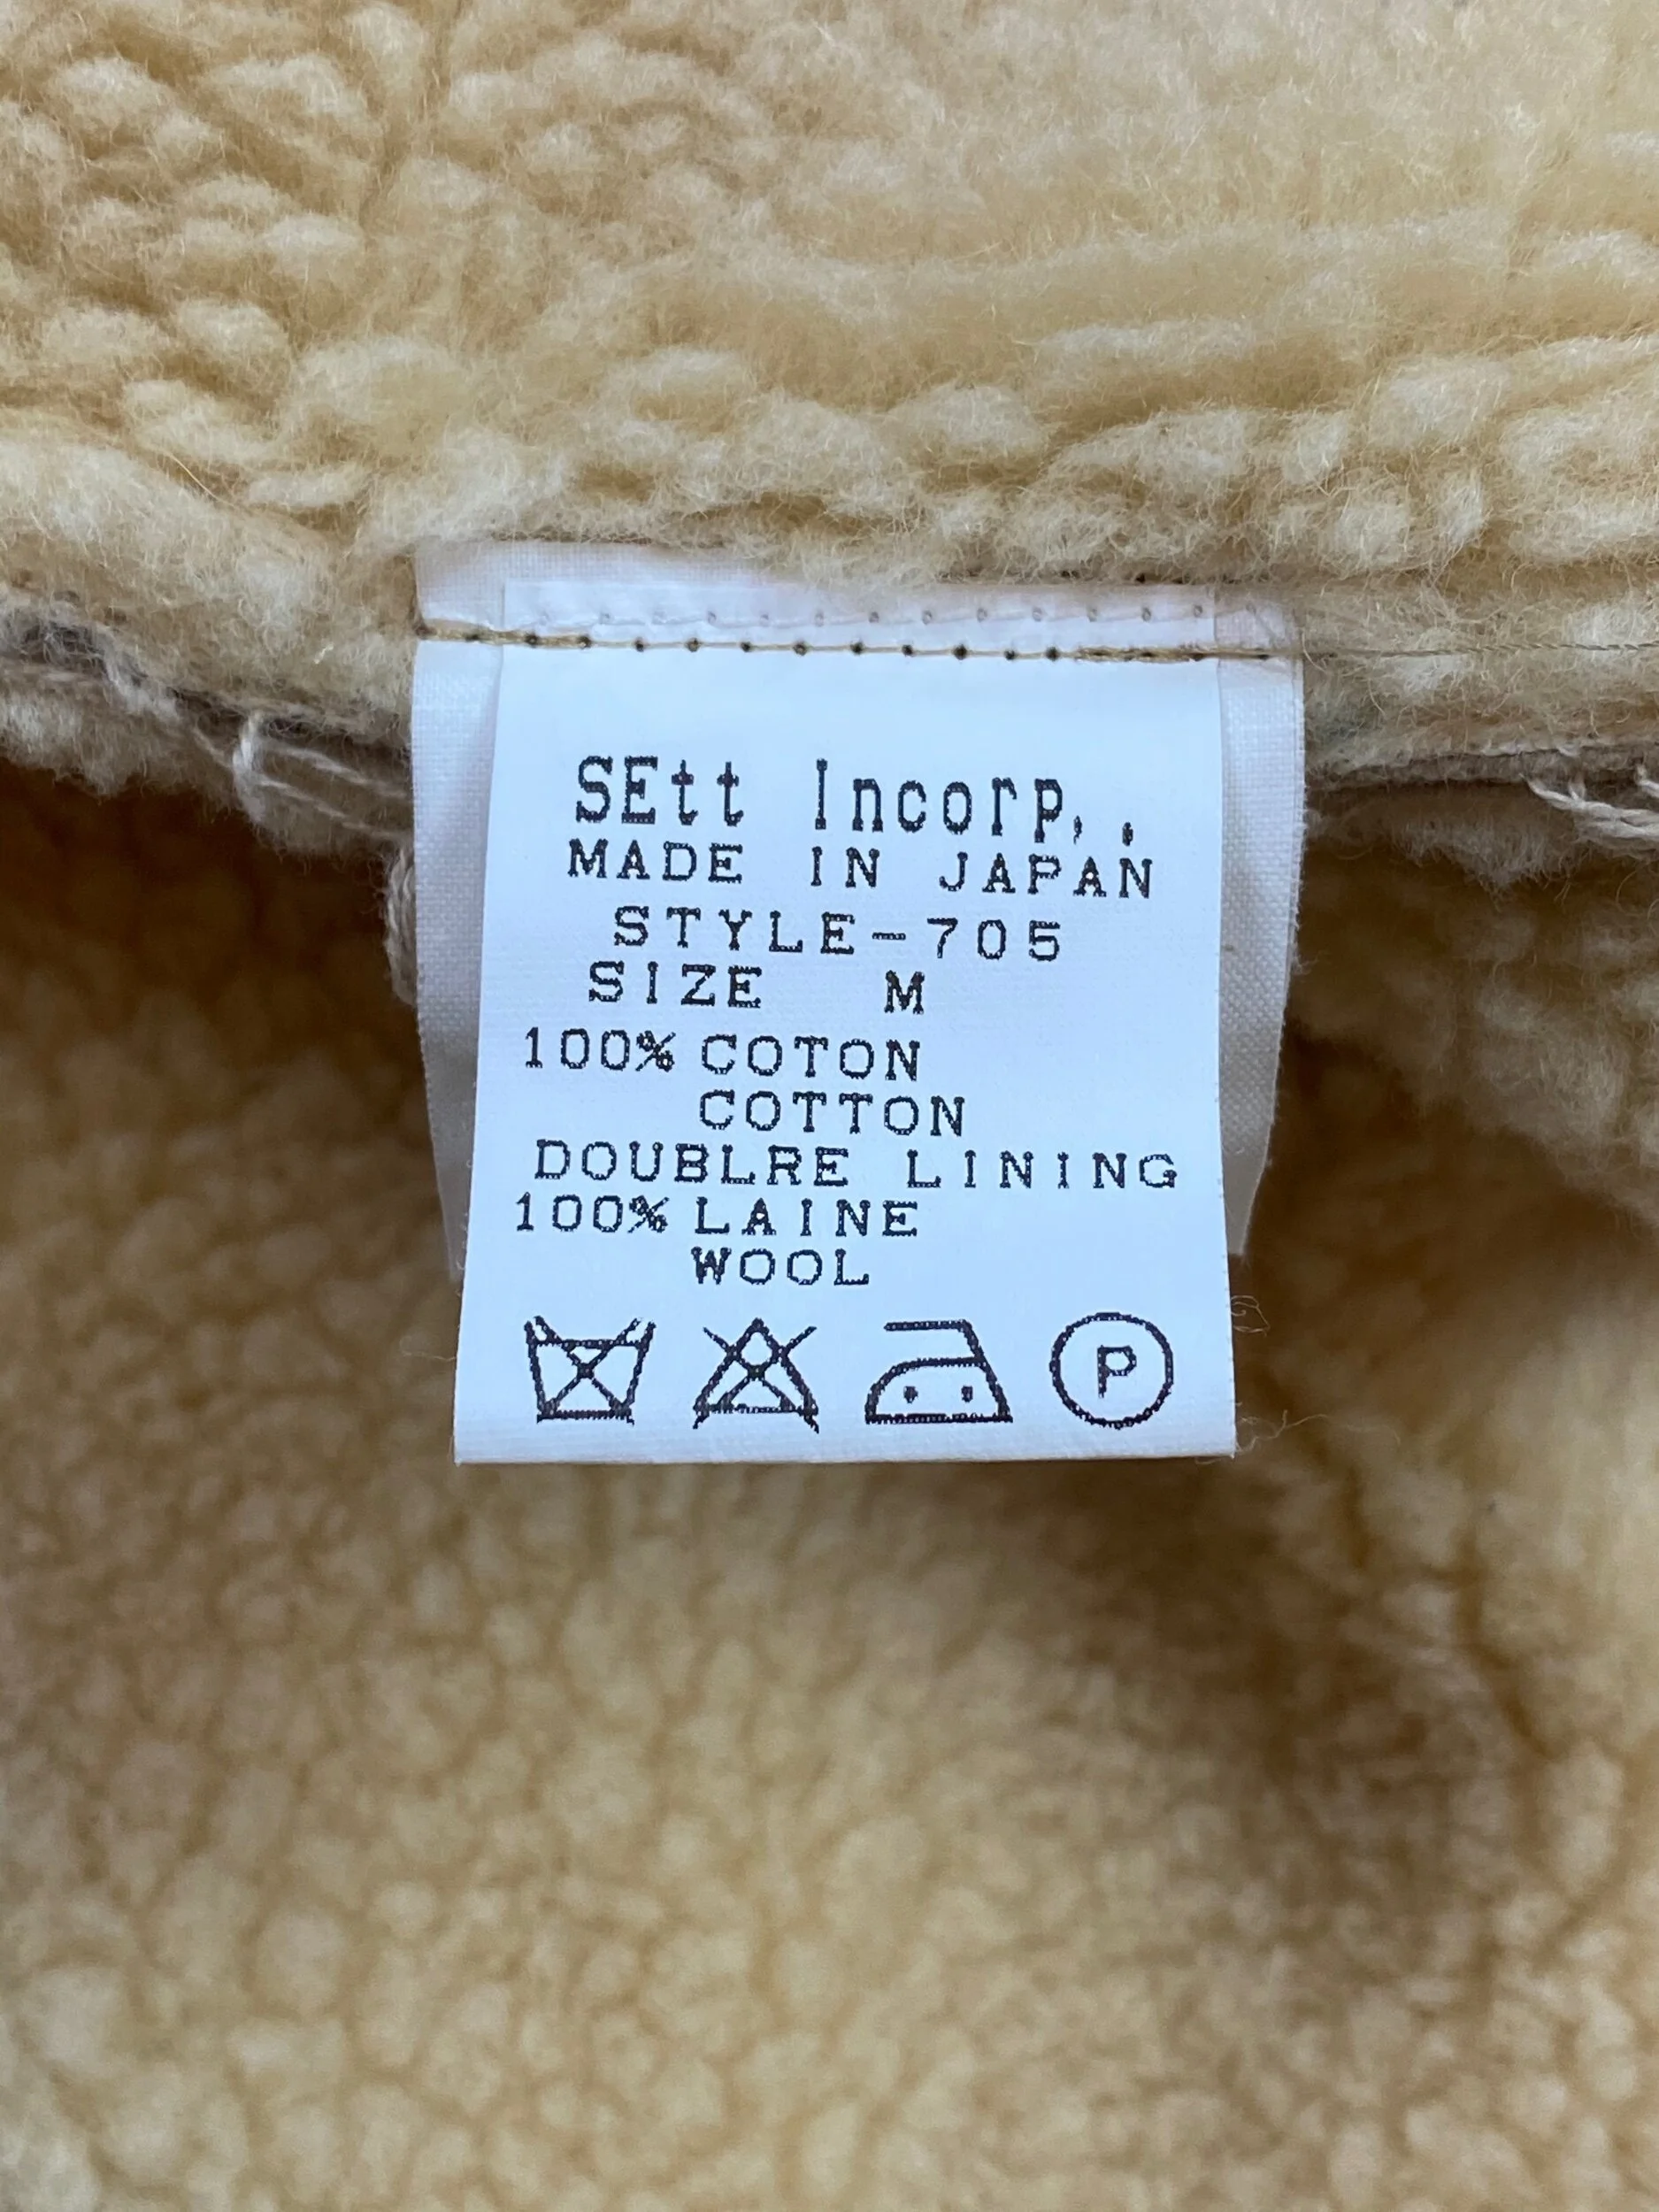 SEtt Incorp,.
MADE IN JAPAN
STYLE-705
SIZE M
100% COTON
COTTON
DOUBLRE LINING
100% LAINE
WOOL
P